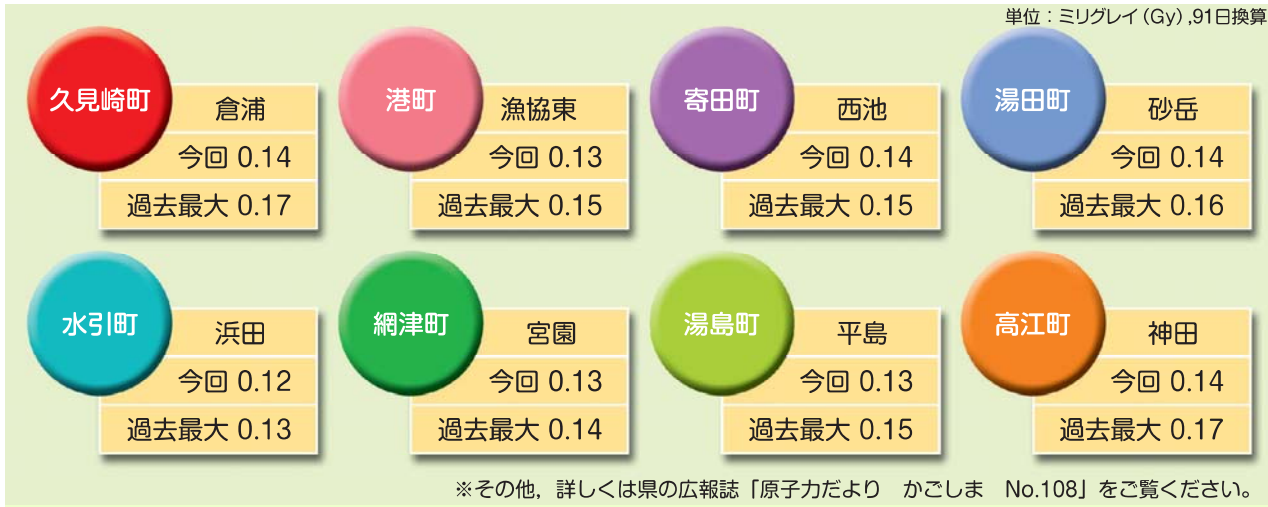 単位：ミリグレイ（Gy）,91日換算
久見崎町
倉浦
今回 0.14
過去最大 0.17
港町
漁協東
今回 0.13
過去最大 0.15
寄田町
西池
今回 0.14
過去最大 0.15
湯田町
砂岳
今回 0.14
過去最大 0.16
水引町
浜田
今回 0.12
過去最大 0.13
網津町
宮園
今回 0.13
過去最大 0.14
湯島町
平島
今回 0.13
過去最大 0.15
高江町
神田
今回 0.14
過去最大 0.17
※その他，詳しくは県の広報誌「原子力だより　かごしま　No.108」をご覧ください。